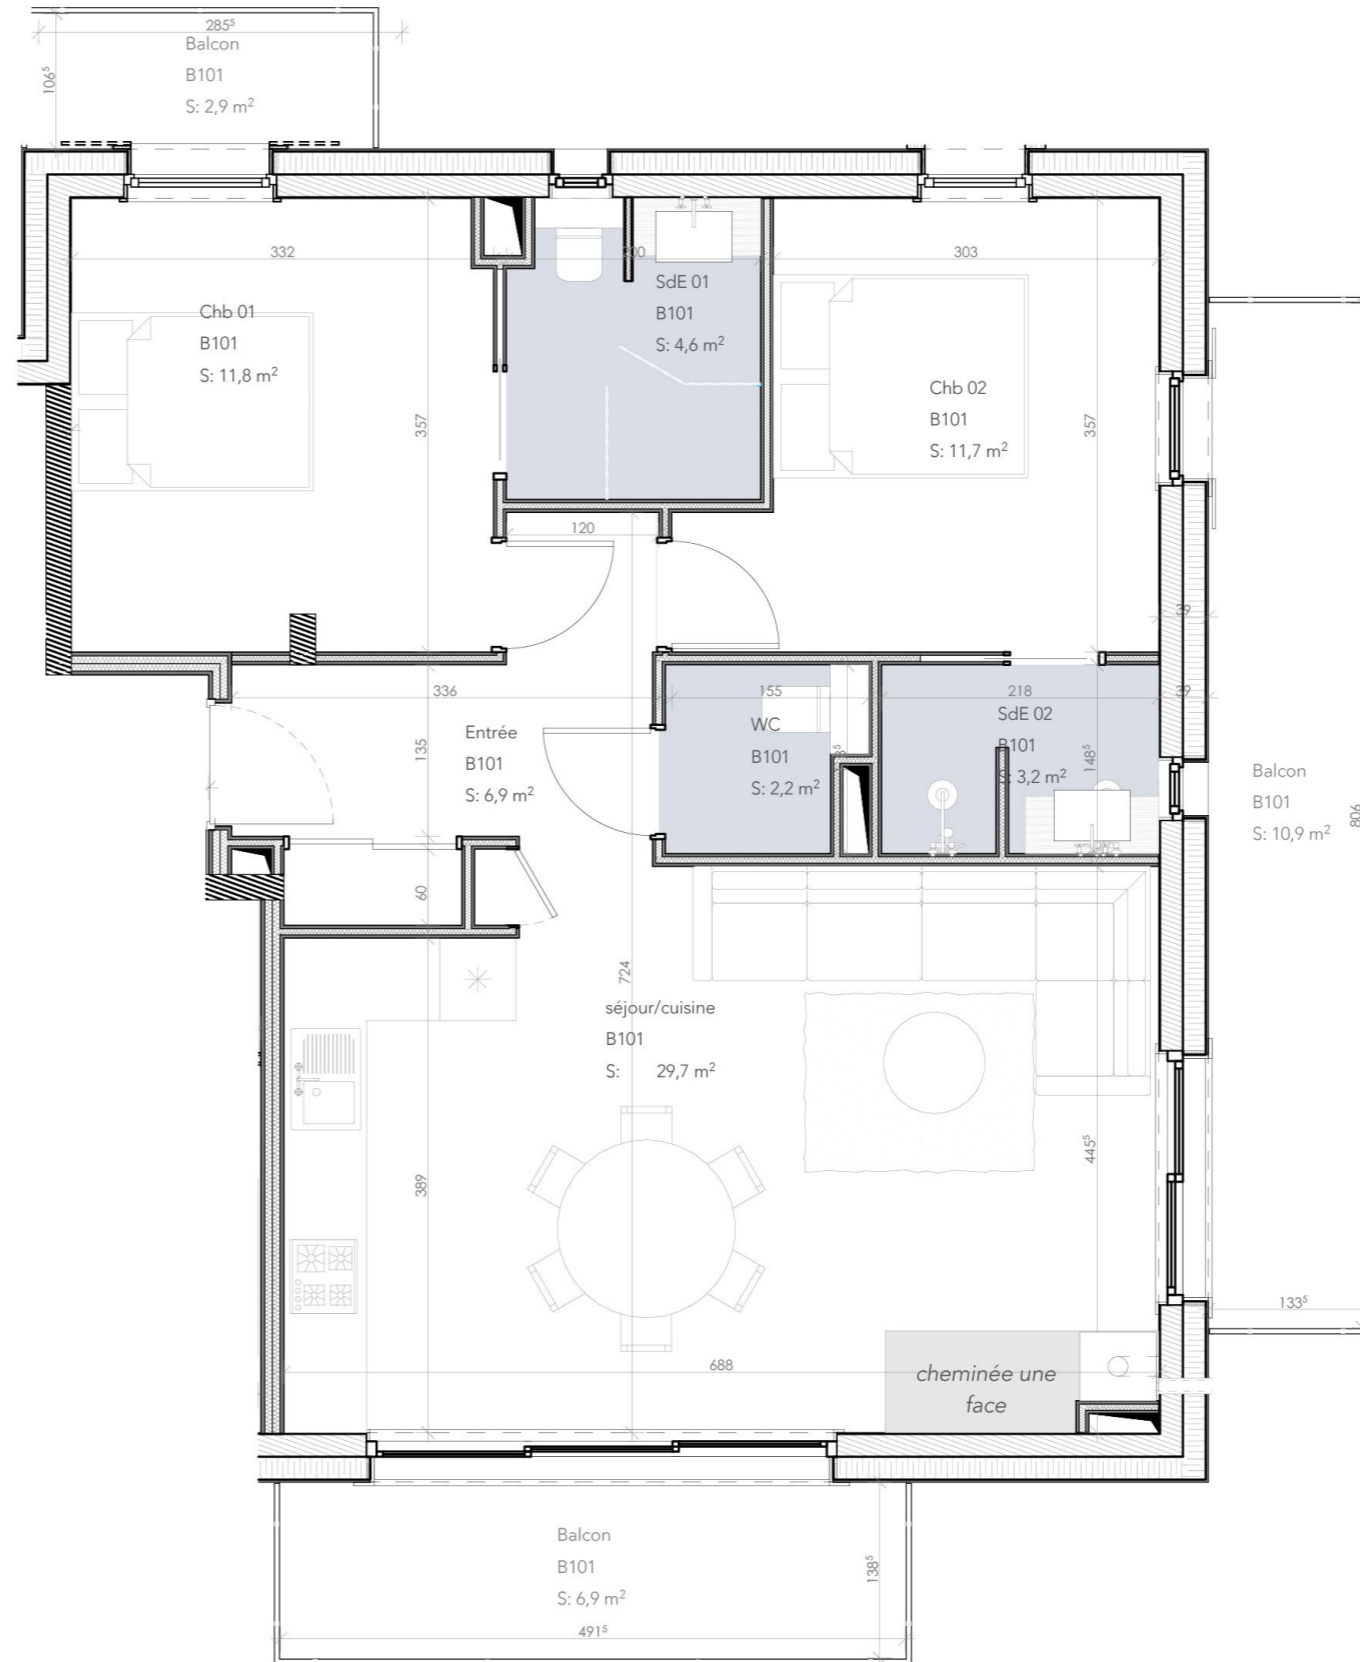 285⁵
Balcon
B101
S: 2,9 m²
106⁵
332
200
303
Chb 01
B101
S: 11,8 m²
SdE 01
B101
S: 4,6 m²
Chb 02
B101
S: 11,7 m²
357
357
120
39
336
155
218
39
Entrée
B101
S: 6,9 m²
135
WC
B101
S: 2,2 m²
SdE 02
B101
S: 3,2 m²
148⁵
Balcon
B101
S: 10,9 m²
806
60
724
séjour/cuisine
B101
S: 29,7 m²
389
445⁵
133⁵
688
cheminée une
face
Balcon
B101
S: 6,9 m²
138⁵
491⁵